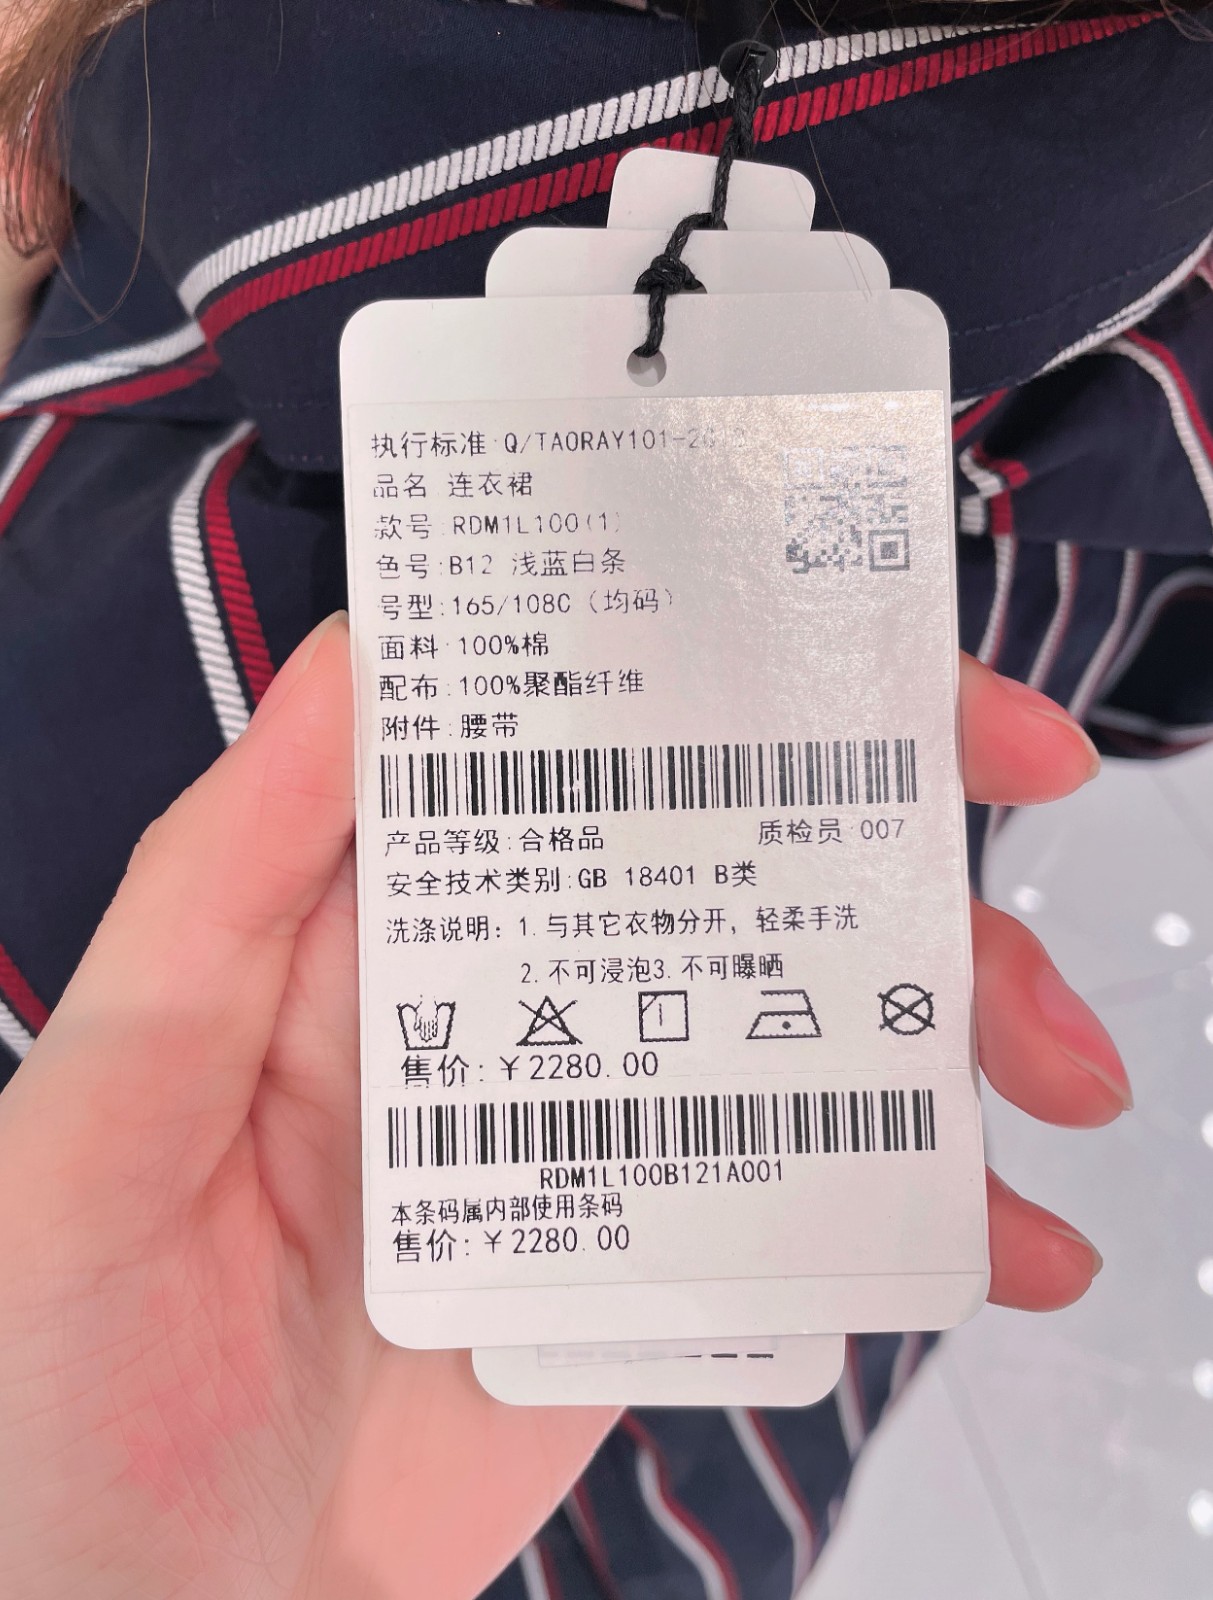 执行标准:Q/TAORAY101-20
品名 连衣裙
款号:RDM1L100(1)
色号:B12 浅蓝白条
号型:165/108C（均码）
面料:100%棉
配布:100%聚酯纤维
附件:腰带
产品等级:合格品 质检员:007
安全技术类别:GB 18401 B类
洗涤说明: 1.与其它衣物分开, 轻柔手洗
2.不可浸泡3.不可曝晒
售价:￥2280.00
RDM1L100B121A001
本条码属内部使用条码
售价:￥2280.00